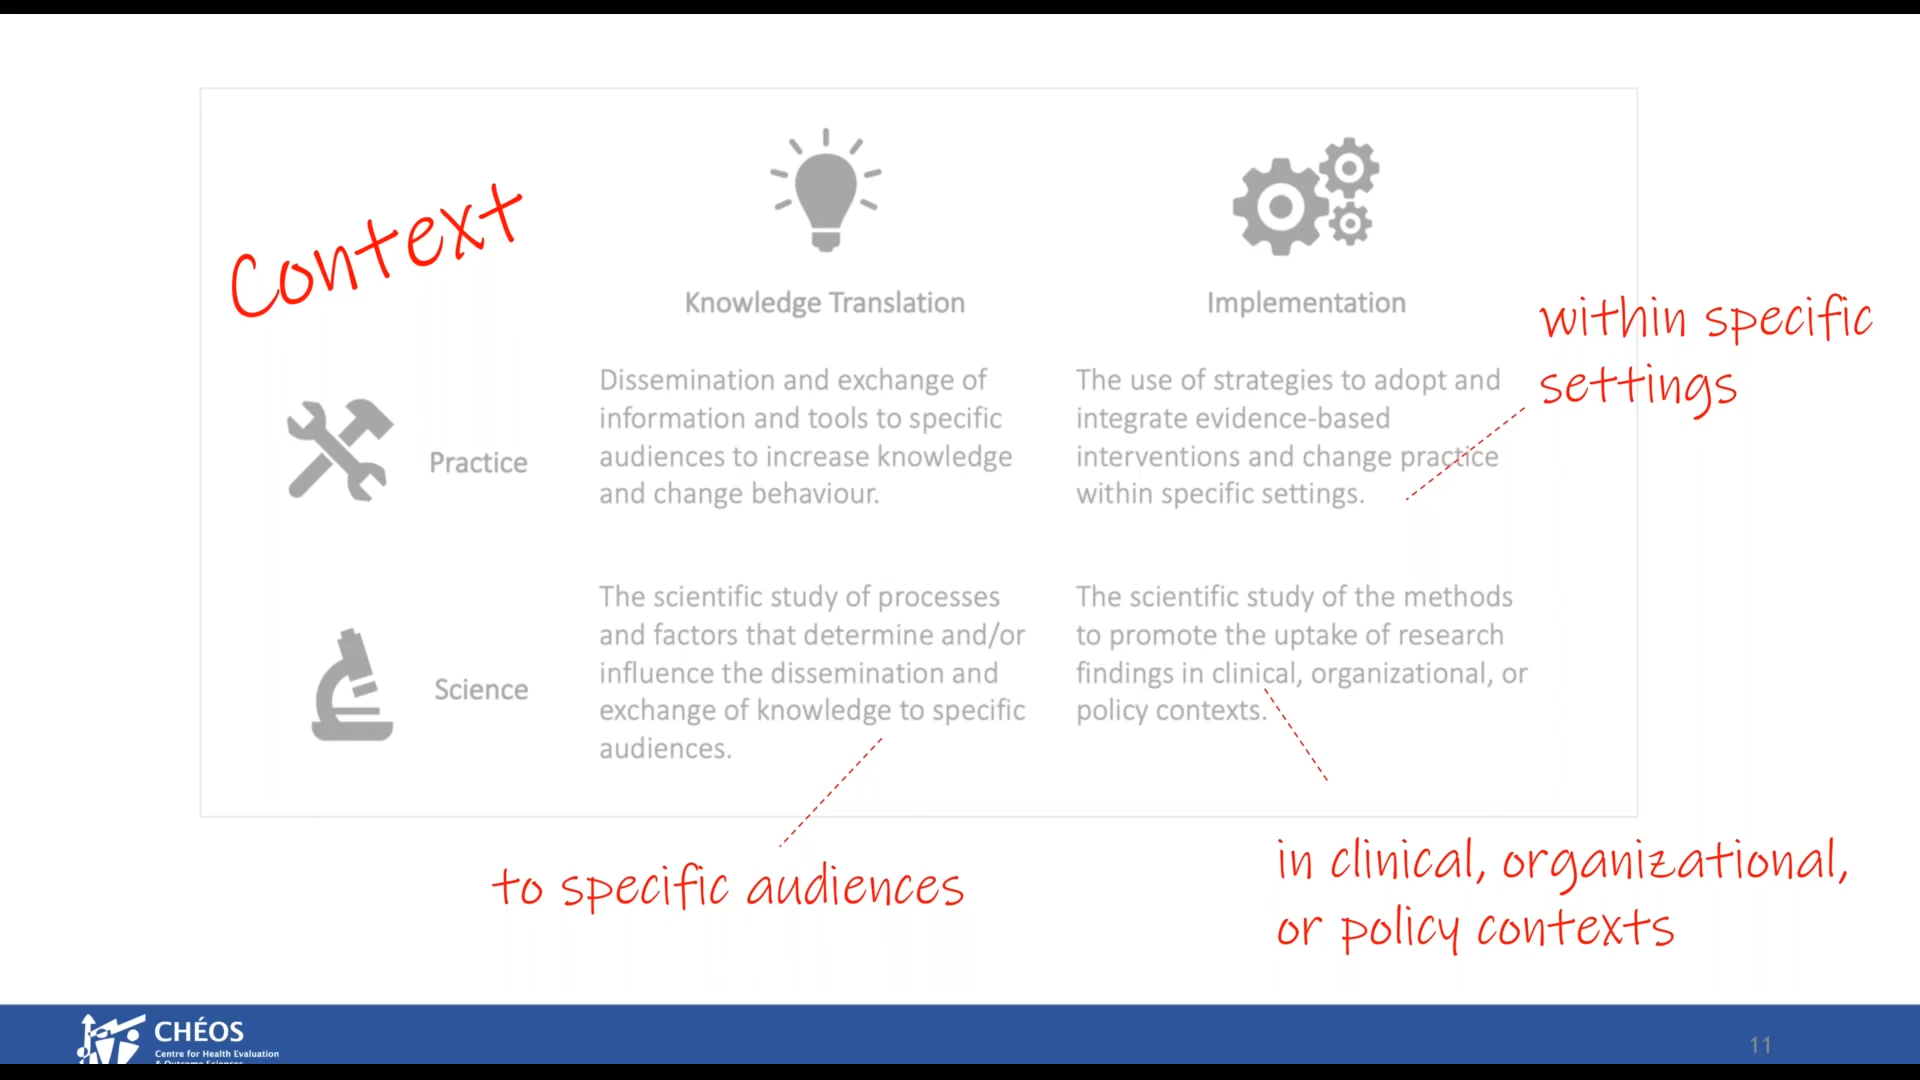 Context
Knowledge Translation
Implementation
within specific
settings
Practice
Dissemination and exchange of
information and tools to specific
audiences to increase knowledge
and change behaviour.
The use of strategies to adopt and
integrate evidence-based
interventions and change practice
within specific settings.
Science
The scientific study of processes
and factors that determine and/or
influence the dissemination and
exchange of knowledge to specific
audiences.
The scientific study of the methods
to promote the uptake of research
findings in clinical, organizational, or
policy contexts.
to specific audiences
in clinical, organizational,
or policy contexts
CHÉOS
Centre for Health Evaluation
& Outcome Sciences
11